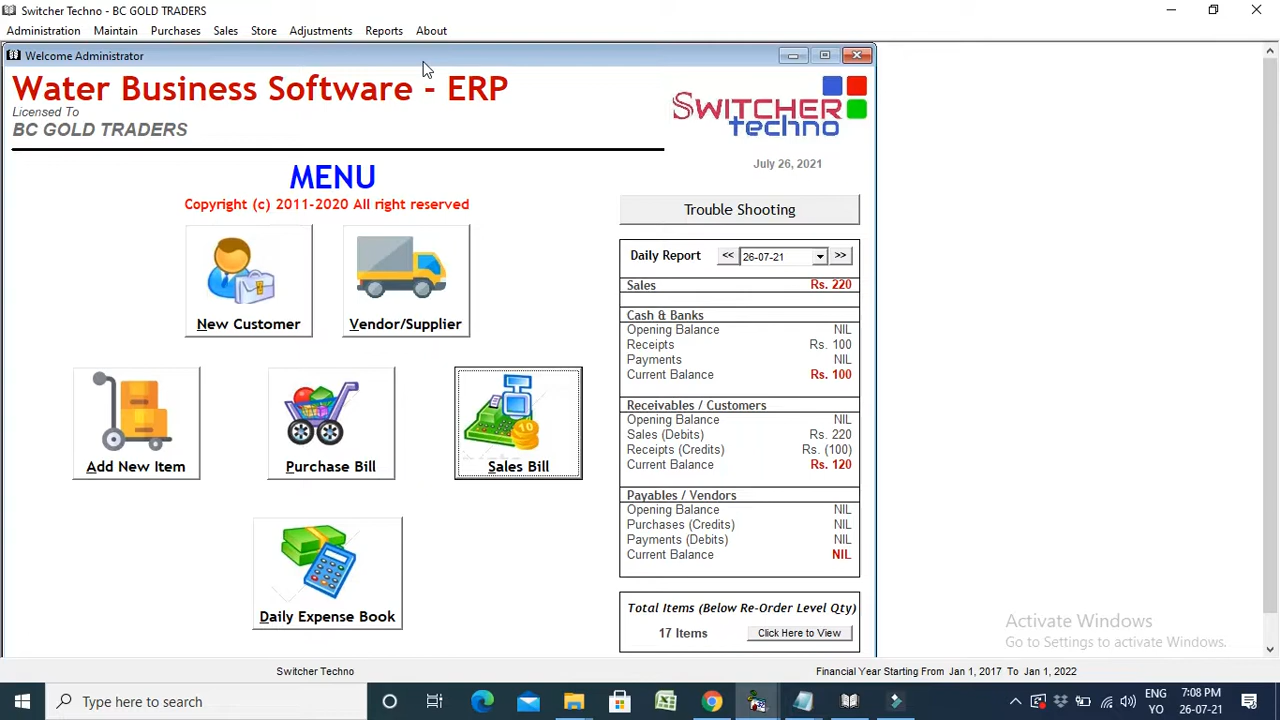 Switcher Techno - BC GOLD TRADERS
Administration Maintain Purchases Sales Store Adjustments Reports About
Welcome Administrator
Water Business Software - ERP
Licensed To
BC GOLD TRADERS
SWITCHER
techno
July 26, 2021
MENU
Copyright (c) 2011-2020 All right reserved
Trouble Shooting
New Customer
Vendor/Supplier
Add New Item
Purchase Bill
Sales Bill
Daily Expense Book
Daily Report << 26-07-21 >>
Sales Rs. 220
Cash & Banks
Opening Balance NIL
Receipts Rs. 100
Payments NIL
Current Balance Rs. 100
Receivables / Customers
Opening Balance NIL
Sales (Debits) Rs. 220
Receipts (Credits) Rs. (100)
Current Balance Rs. 120
Payables / Vendors
Opening Balance NIL
Purchases (Credits) NIL
Payments (Debits) NIL
Current Balance NIL
Total Items (Below Re-Order Level Qty)
17 Items Click Here to View
Activate Windows
Go to Settings to activate Windows.
Switcher Techno Financial Year Starting From Jan 1, 2017 To Jan 1, 2022
Type here to search
ENG
YO
7:08 PM
26-07-21